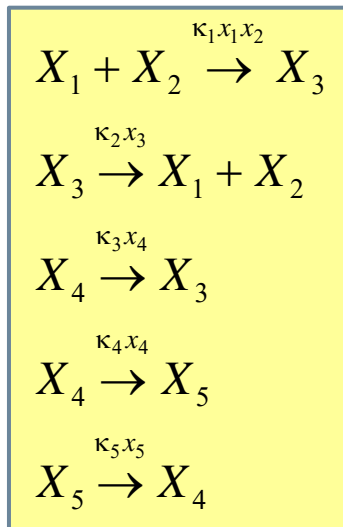 κ₁x₁x₂
X₁ + X₂ → X₃
κ₂x₃
X₃ → X₁ + X₂
κ₃x₄
X₄ → X₃
κ₄x₄
X₄ → X₅
κ₅x₅
X₅ → X₄